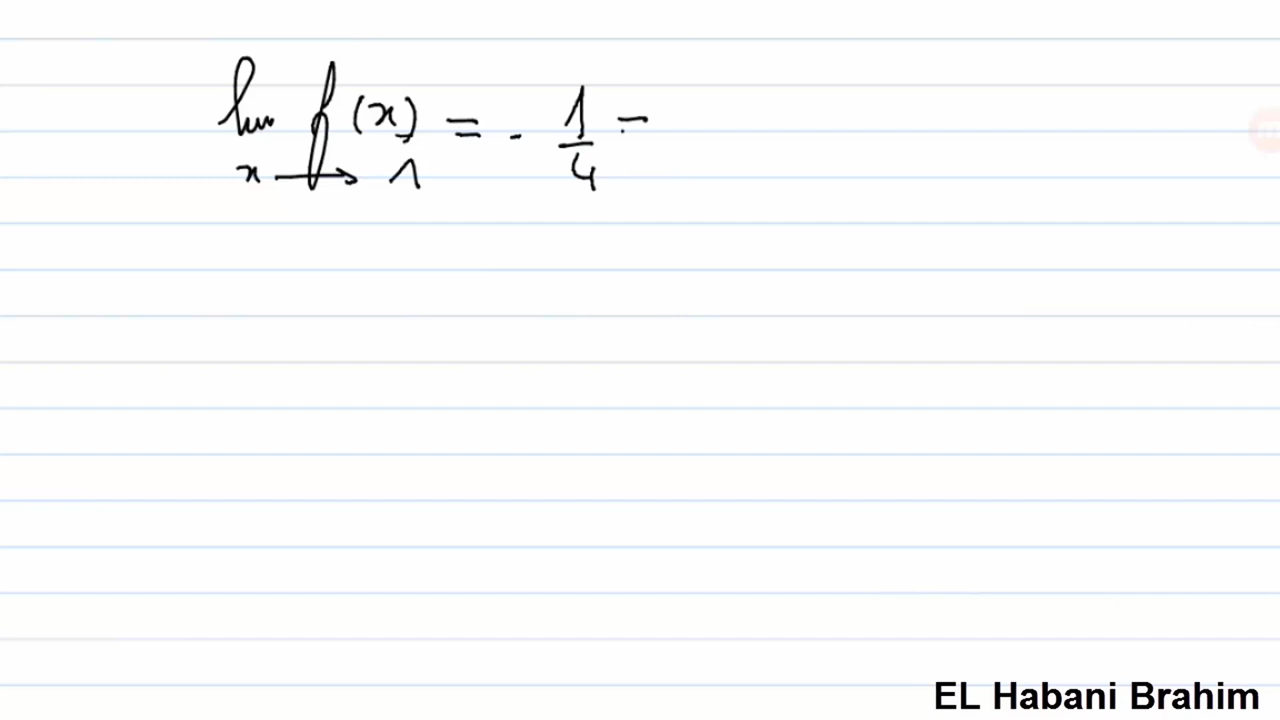 lim f(x) = - 1/4 =
x → 1
EL Habani Brahim